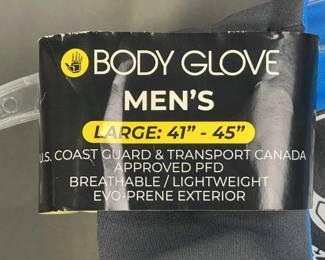 BODY GLOVE
MEN'S
LARGE: 41" - 45"
U.S. COAST GUARD & TRANSPORT CANADA
APPROVED PFD
BREATHABLE / LIGHTWEIGHT
EVO-PRENE EXTERIOR